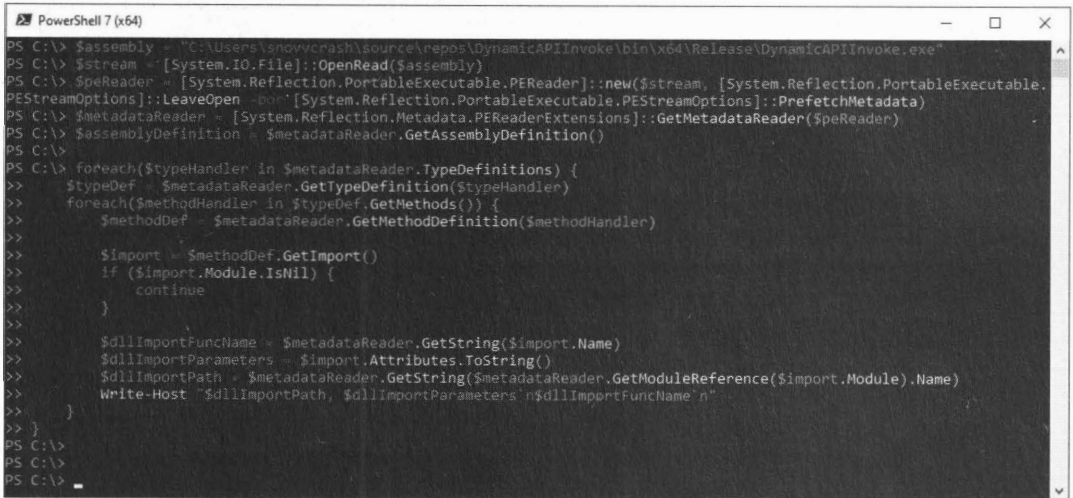 PowerShell 7 (x64)
PS C:\> $assembly = "C:\Users\snovvcrash\source\repos\DynamicAPIInvoke\bin\x64\Release\DynamicAPIInvoke.exe"
PS C:\> $stream = [System.IO.File]::OpenRead($assembly)
PS C:\> $peReader = [System.Reflection.PortableExecutable.PEReader]::new($stream, [System.Reflection.PortableExecutable.
PEStreamOptions]::LeaveOpen -bor [System.Reflection.PortableExecutable.PEStreamOptions]::PrefetchMetadata)
PS C:\> $metadataReader = [System.Reflection.Metadata.PEReaderExtensions]::GetMetadataReader($peReader)
PS C:\> $assemblyDefinition = $metadataReader.GetAssemblyDefinition()
PS C:\>
PS C:\> foreach($typeHandler in $metadataReader.TypeDefinitions) {
>>     $typeDef = $metadataReader.GetTypeDefinition($typeHandler)
>>     foreach($methodHandler in $typeDef.GetMethods()) {
>>         $methodDef = $metadataReader.GetMethodDefinition($methodHandler)
>>
>>         $import = $methodDef.GetImport()
>>         if ($import.Module.IsNil) {
>>             continue
>>         }
>>
>>         $dllImportFuncName = $metadataReader.GetString($import.Name)
>>         $dllImportParameters = $import.Attributes.ToString()
>>         $dllImportPath = $metadataReader.GetString($metadataReader.GetModuleReference($import.Module).Name)
>>         Write-Host "$dllImportPath, $dllImportParameters`n$dllImportFuncName`n"
>>     }
>> }
PS C:\>
PS C:\>
PS C:\>